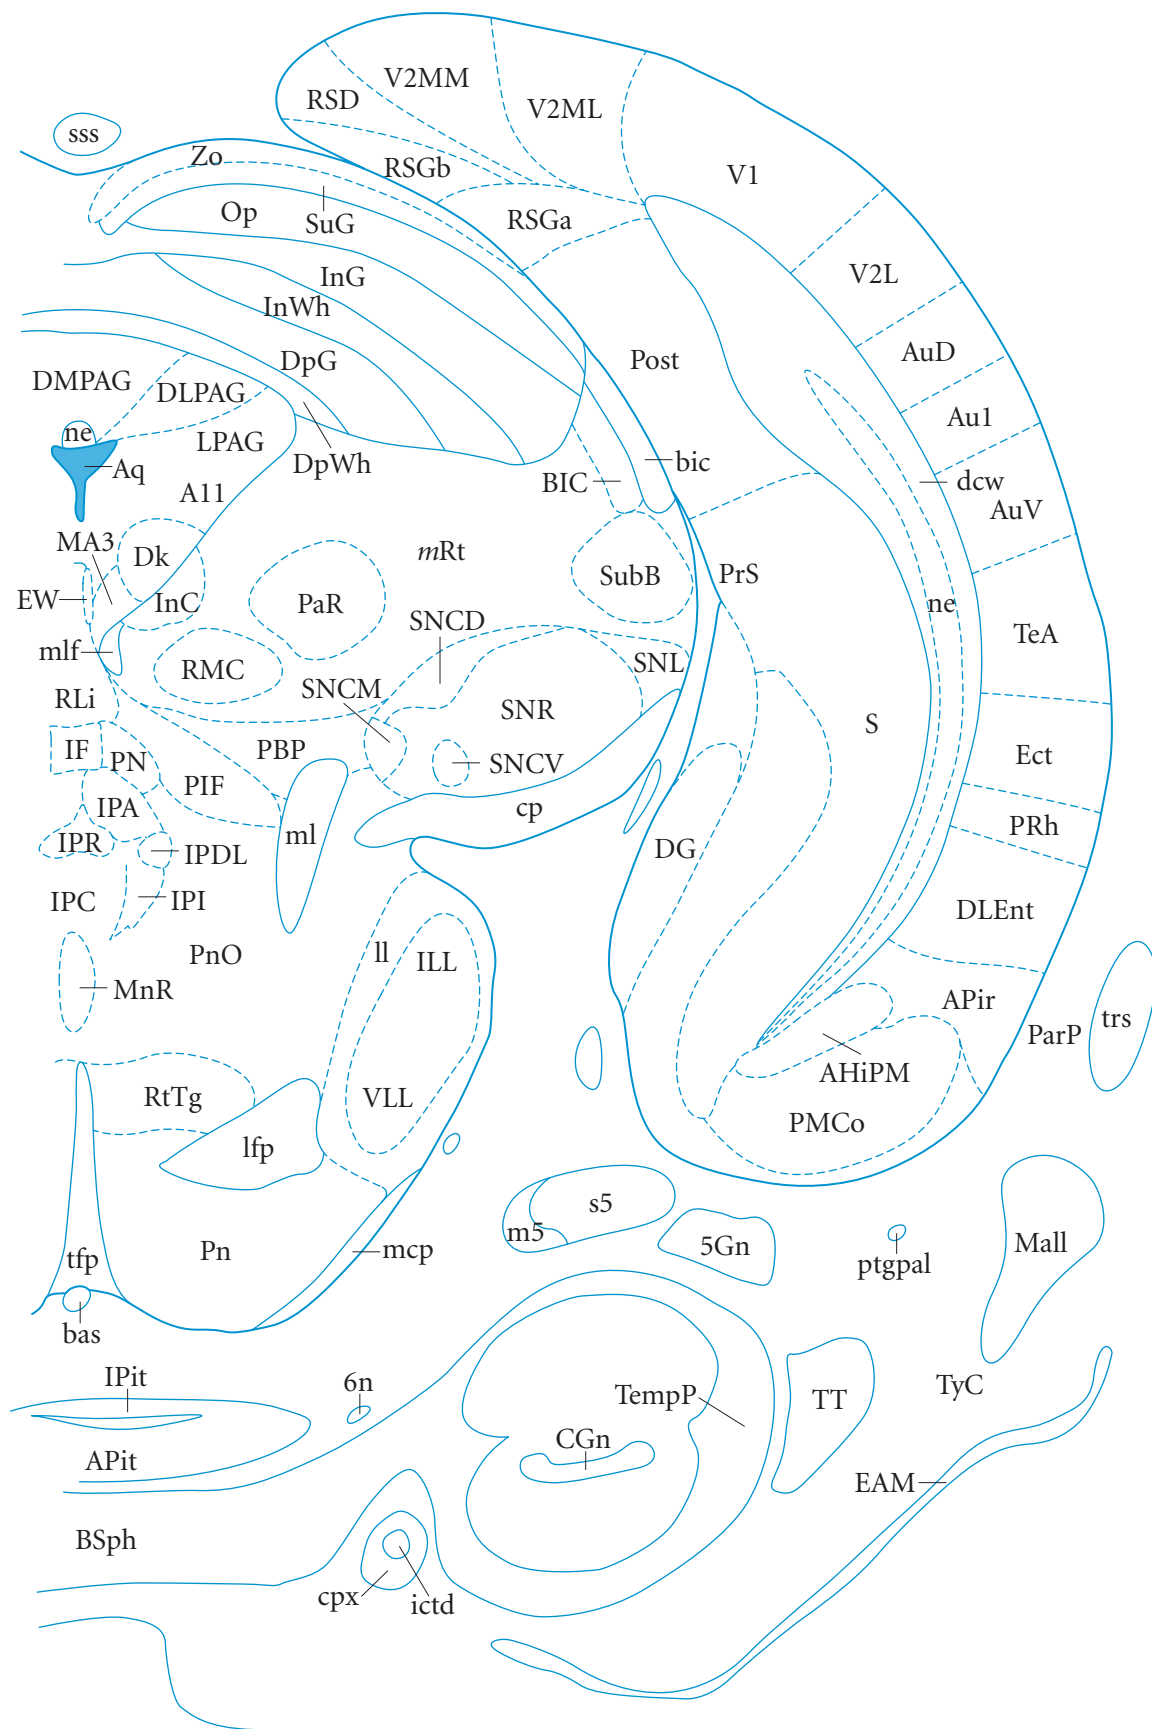 V2MM
RSD
V2ML
sss
Zo
RSGb
V1
Op
SuG
RSGa
V2L
InG
InWh
AuD
DpG
Post
DMPAG
DLPAG
Au1
ne
LPAG
Aq
DpWh
bic
BIC
dcw
A11
AuV
MA3
Dk
mRt
SubB
PrS
EW
InC
PaR
ne
SNCD
TeA
mlf
RMC
SNL
SNCM
RLi
SNR
S
IF
PN
PBP
SNCV
Ect
PIF
IPA
cp
PRh
IPR
ml
IPDL
DG
IPC
IPI
DLEnt
PnO
ll
ILL
MnR
APir
trs
ParP
AHiPM
RtTg
VLL
PMCo
lfp
s5
m5
tfp
Pn
mcp
5Gn
ptgpal
Mall
bas
IPit
6n
TempP
TT
TyC
CGn
APit
EAM
BSph
cpx
ictd